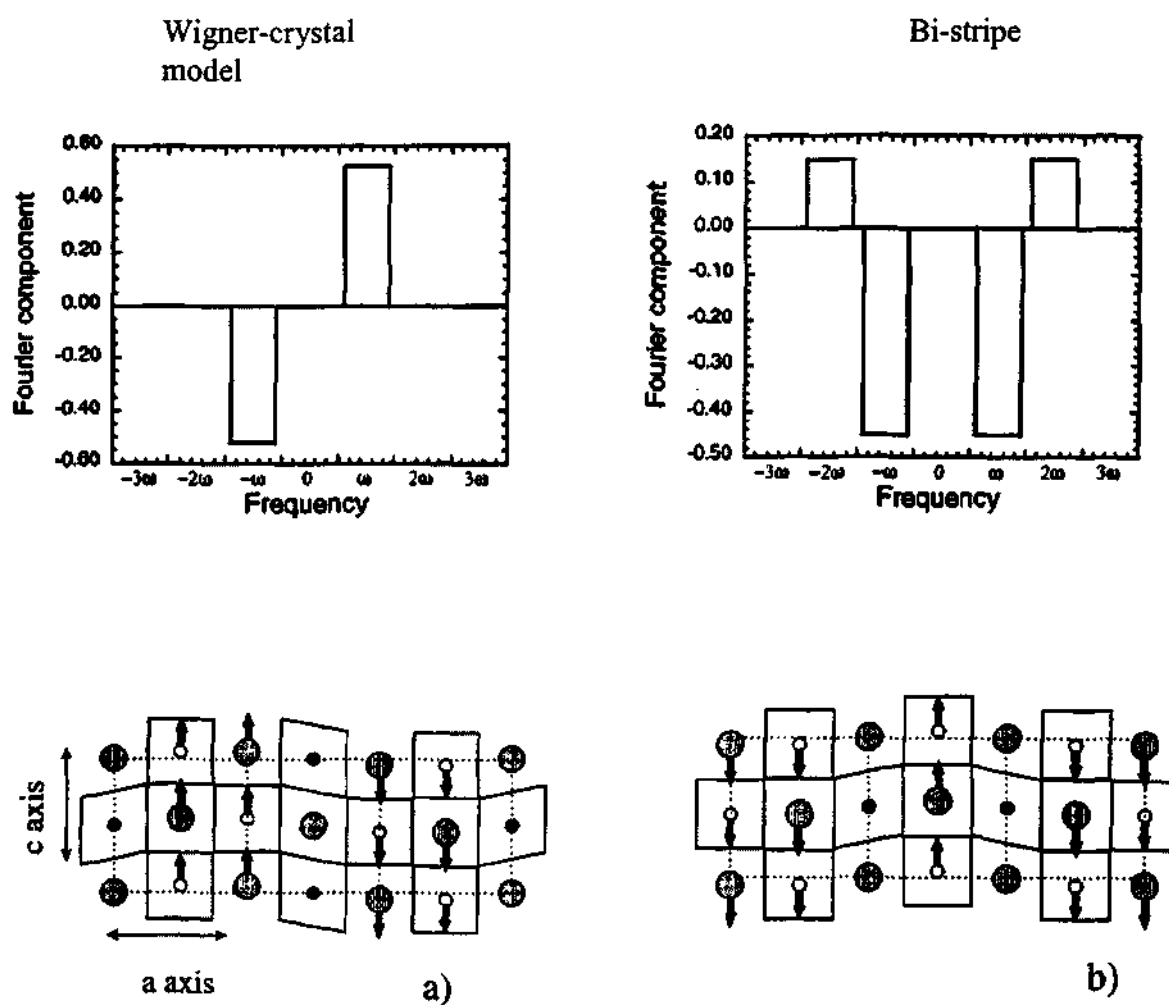 Wigner-crystal
model
Bi-stripe
0.60
0.40
0.20
0.00
-0.20
-0.40
-0.60
Fourier component
-3ω -2ω -ω 0 ω 2ω 3ω
Frequency
0.20
0.10
0.00
-0.10
-0.20
-0.30
-0.40
-0.50
Fourier component
-3ω -2ω -ω 0 ω 2ω 3ω
Frequency
c axis
a axis
a)
b)